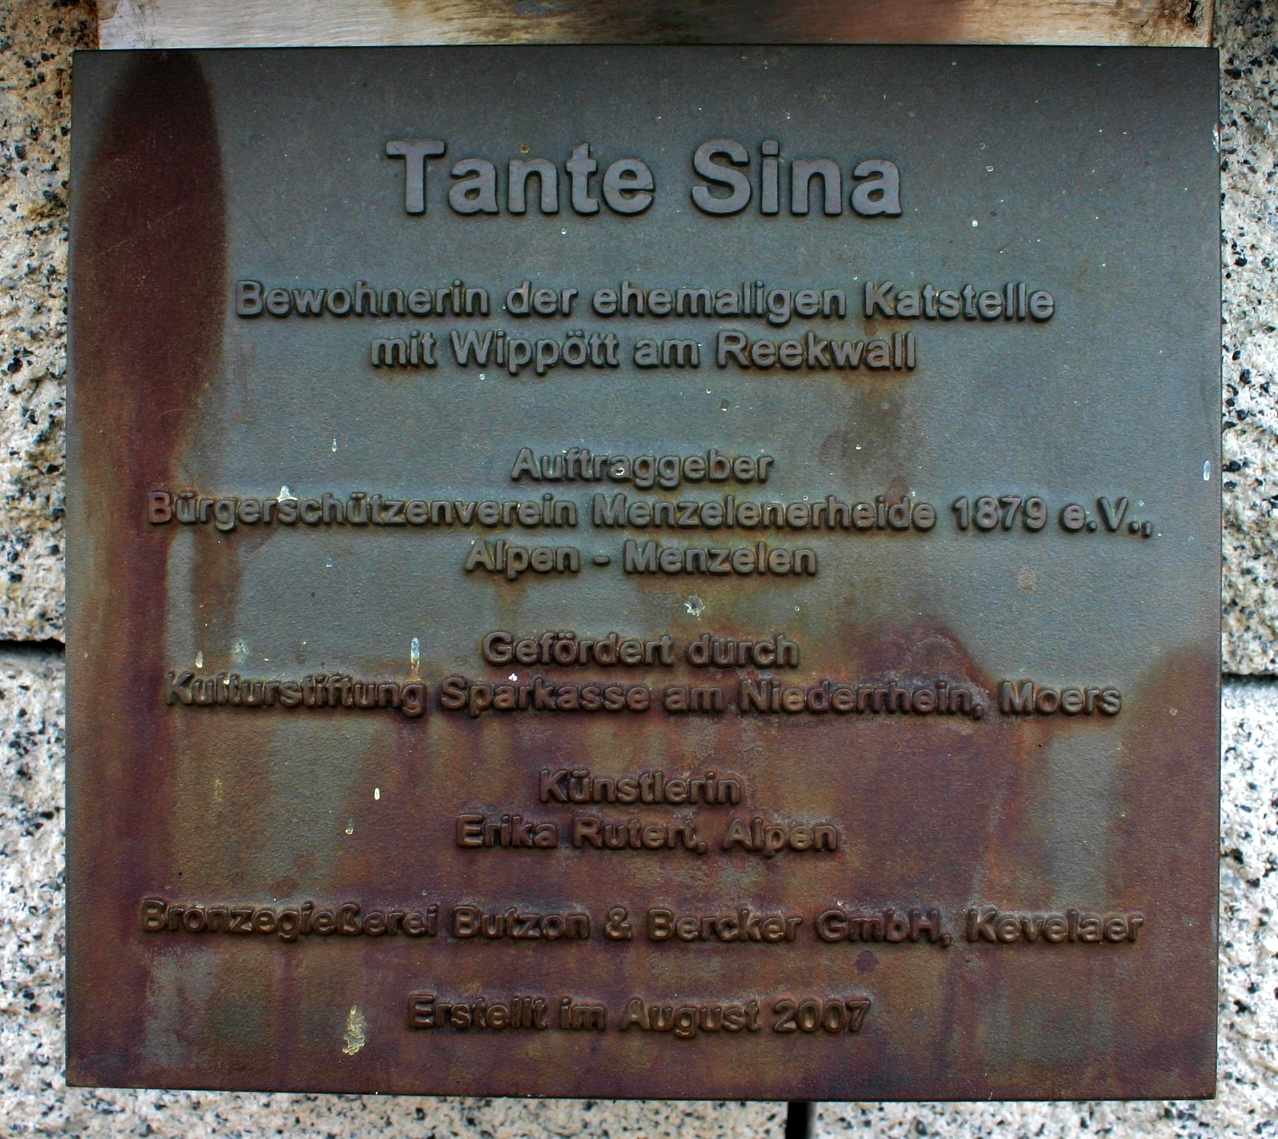 Tante Sina
Bewohnerin der ehemaligen Katstelle
mit Wippött am Reekwall
Auftraggeber
Bürgerschützenverein Menzelenerheide 1879 e.V.,
Alpen - Menzelen
Gefördert durch
Kulturstiftung Sparkasse am Niederrhein, Moers
Künstlerin
Erika Rutert, Alpen
Bronzegießerei Butzon & Bercker GmbH, Kevelaer
Erstellt im August 2007